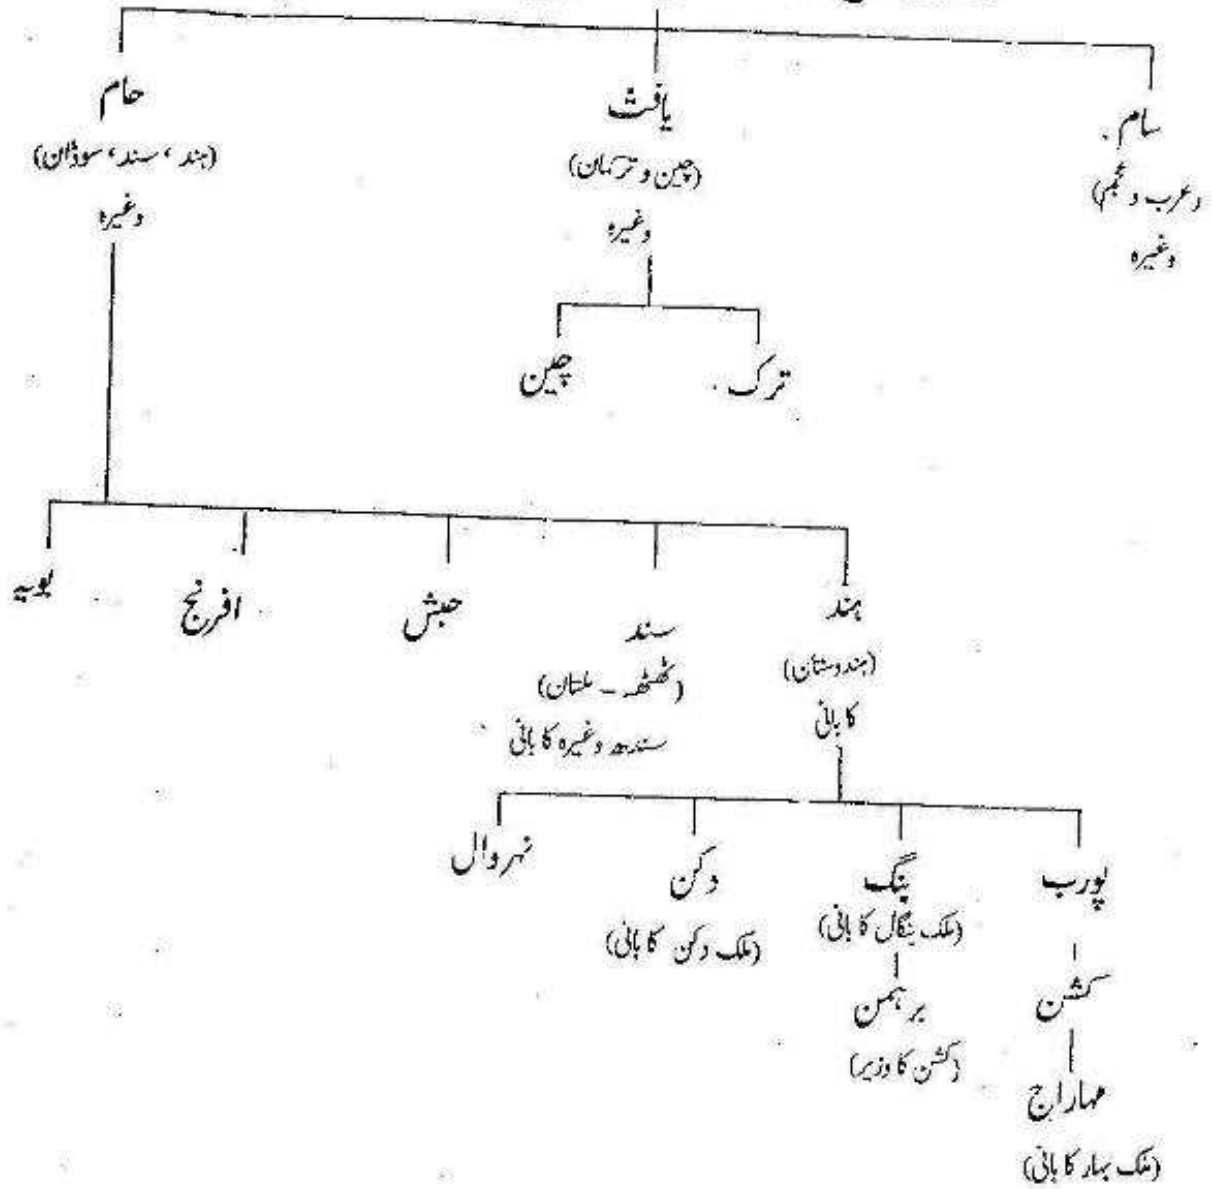 سام
(عرب و عجم)
وغیرہ
یافث
(چین و ترکمان)
وغیرہ
حام
(ہند، سند، سوڈان)
وغیرہ
ترک
چین
ہند
(ہندوستان)
کا بانی
سند
(ٹھٹھہ - ملتان)
سندھ وغیرہ کا بانی
حبش
افرنج
بویہ
پورب
بنگ
(ملک بنگال کا بانی)
دکن
(ملک دکن کا بانی)
نہروال
کشن
برہمن
(کشن کا وزیر)
مہاراج
(ملک بہار کا بانی)